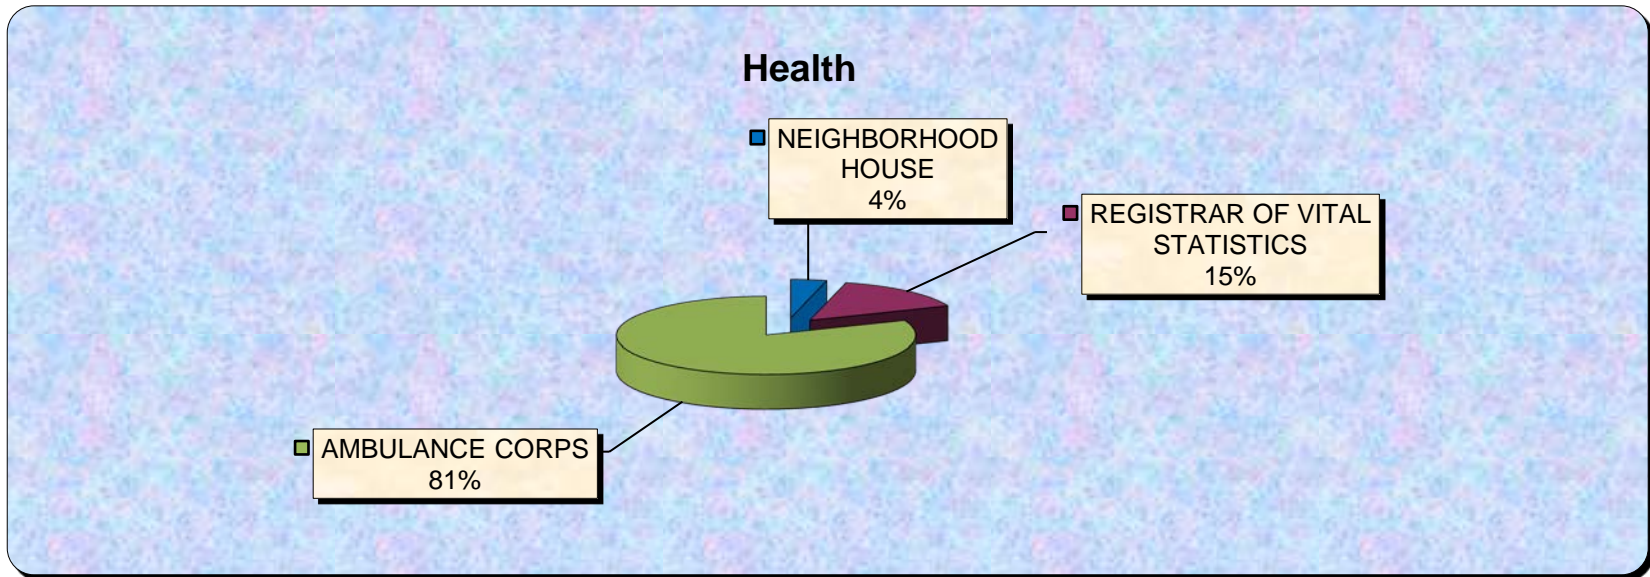 Health
NEIGHBORHOOD
HOUSE
4%
REGISTRAR OF VITAL
STATISTICS
15%
AMBULANCE CORPS
81%